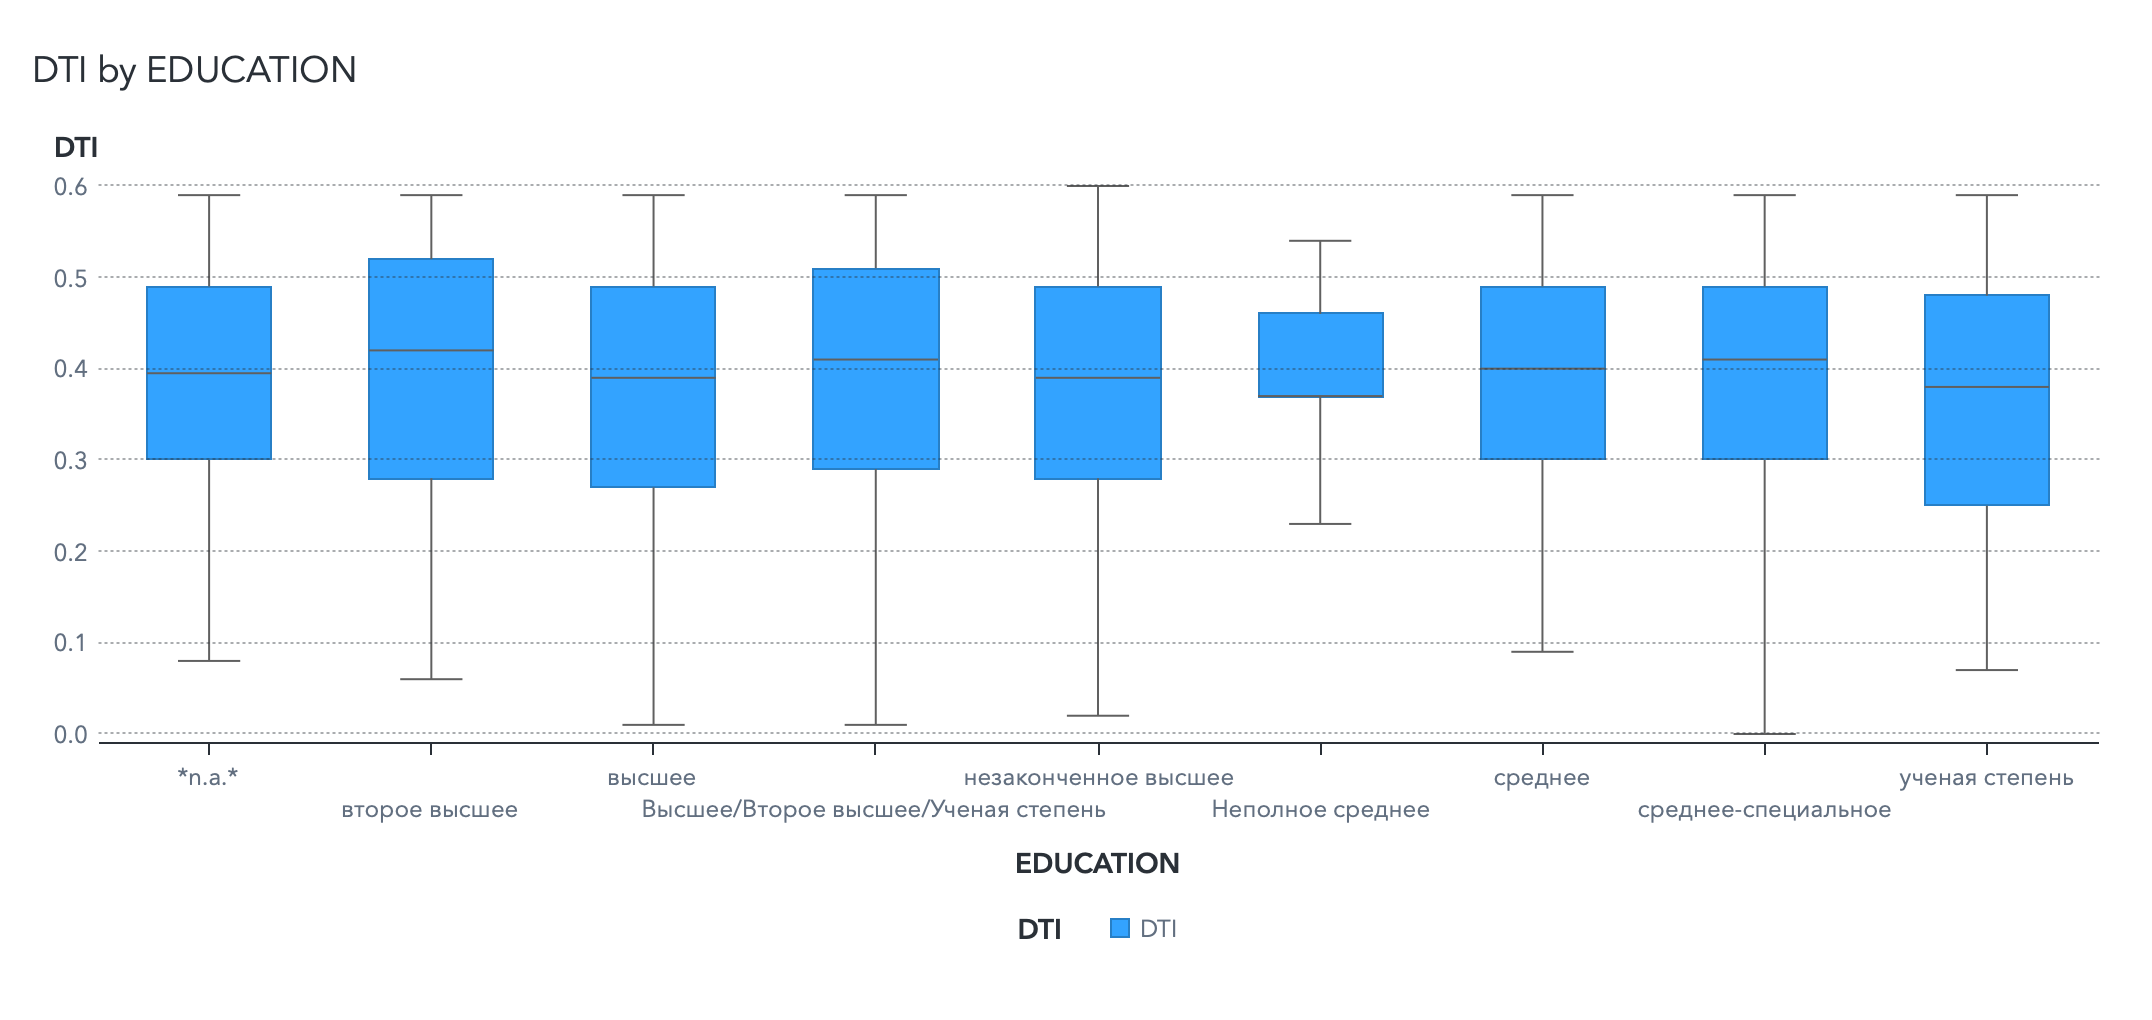 DTI by EDUCATION
DTI
0.6
0.5
0.4
0.3
0.2
0.1
0.0
*n.a.*
второе высшее
высшее
Высшее/Второе высшее/Ученая степень
незаконченное высшее
Неполное среднее
среднее
среднее-специальное
ученая степень
EDUCATION
DTI DTI